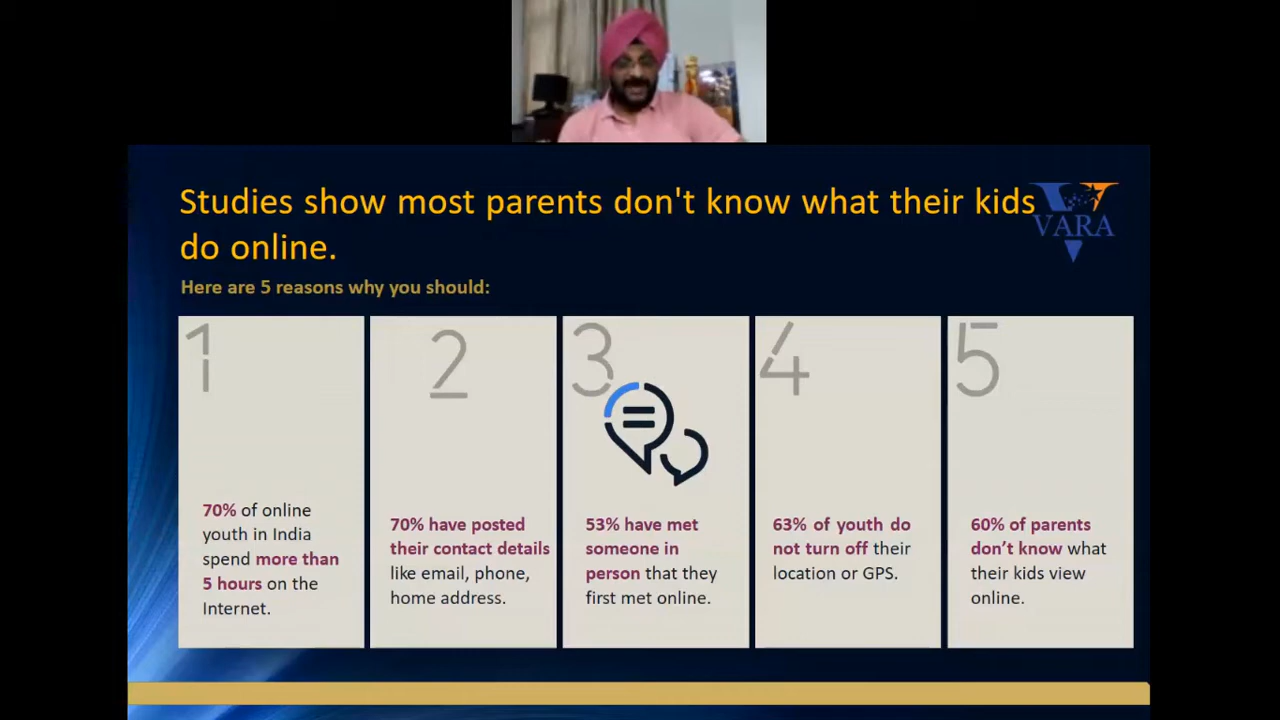 Studies show most parents don't know what their kids
do online.
VARA
Here are 5 reasons why you should:
1
70% of online
youth in India
spend more than
5 hours on the
Internet.
2
70% have posted
their contact details
like email, phone,
home address.
3
53% have met
someone in
person that they
first met online.
4
63% of youth do
not turn off their
location or GPS.
5
60% of parents
don’t know what
their kids view
online.